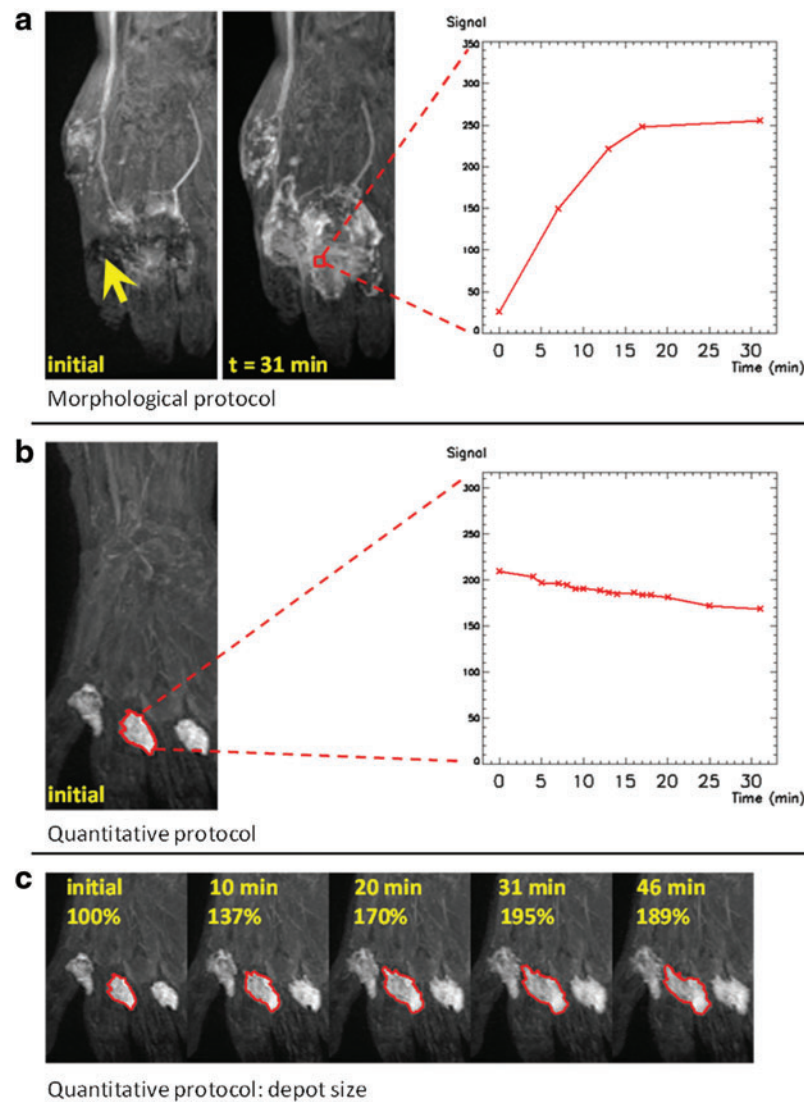 a
initial
t = 31 min
Signal
350
300
250
200
150
100
50
0
0 5 10 15 20 25 30
Time (min)
Morphological protocol
b
initial
Signal
300
250
200
150
100
50
0
0 5 10 15 20 25 30
Time (min)
Quantitative protocol
c
initial 10 min 20 min 31 min 46 min
100% 137% 170% 195% 189%
Quantitative protocol: depot size